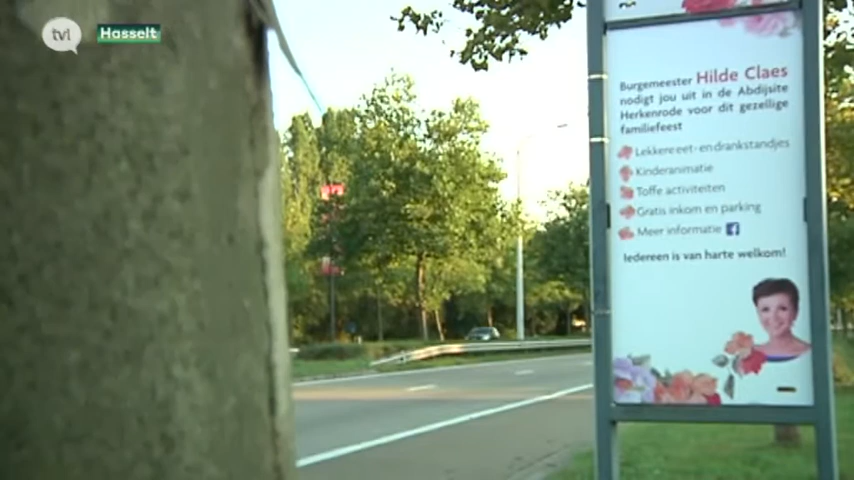 tvl
Hasselt
Burgemeester Hilde Claes
nodigt jou uit in de Abdijsite
Herkenrode voor dit gezellige
familiefeest
Lekkere eet- en drankstandjes
Kinderanimatie
Toffe activiteiten
Gratis inkom en parking
Meer informatie
Iedereen is van harte welkom!